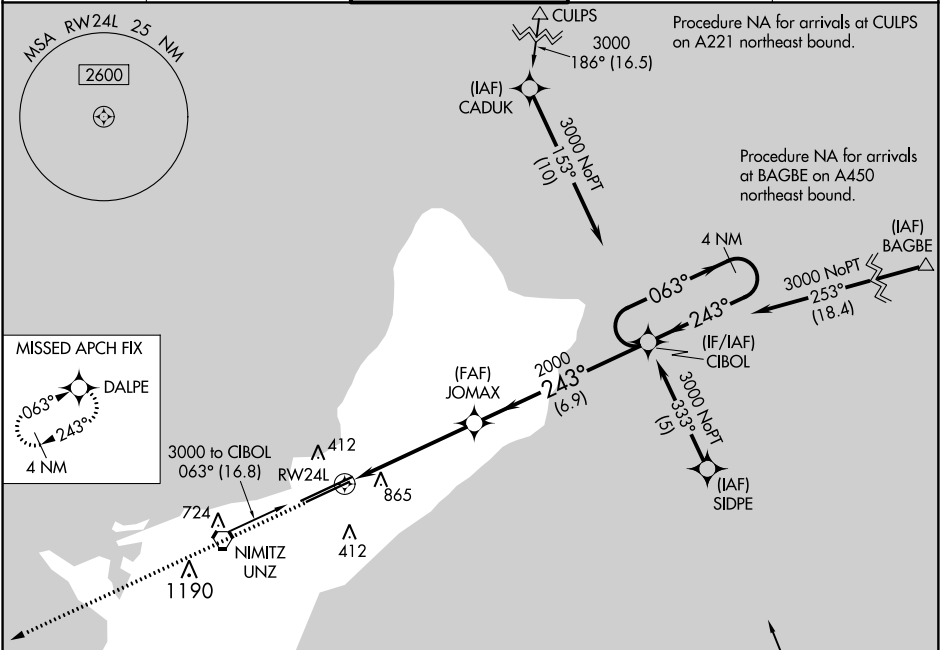 MSA RW24L 25 NM
2600
CULPS
3000
186° (16.5)
Procedure NA for arrivals at CULPS
on A221 northeast bound.
(IAF)
CADUK
3000 NoPT
153°
(10)
Procedure NA for arrivals
at BAGBE on A450
northeast bound.
(IAF)
BAGBE
4 NM
3000 NoPT
253°
(18.4)
063°
243°
(IF/IAF)
CIBOL
MISSED APCH FIX
DALPE
063°
243°
4 NM
(FAF)
JOMAX
2000
243°
(6.9)
3000 NoPT
333°
(5)
(IAF)
SIDPE
3000 to CIBOL
063° (16.8)
412
RW24L
865
724
412
NIMITZ
UNZ
1190